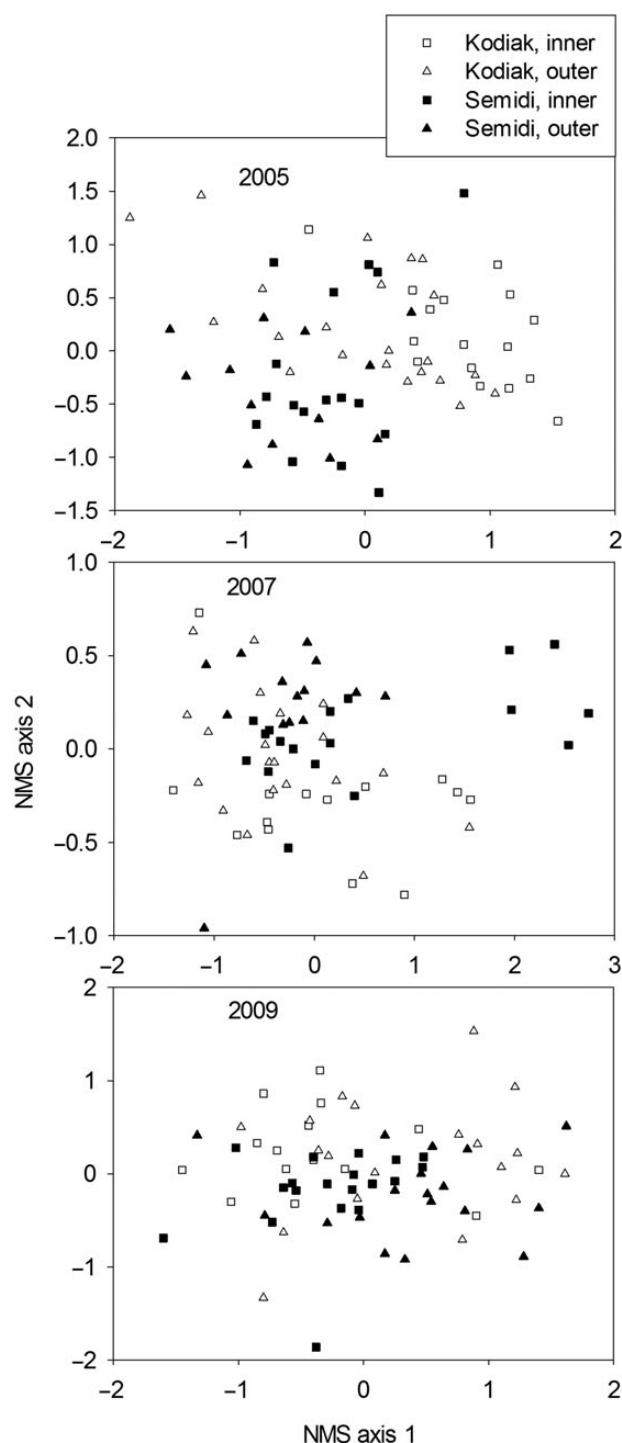 Kodiak, inner
Kodiak, outer
Semidi, inner
Semidi, outer
2.0
2005
1.5
1.0
0.5
0.0
−0.5
−1.0
−1.5
−2 −1 0 1 2
1.0
2007
0.5
0.0
−0.5
−1.0
−2 −1 0 1 2 3
NMS axis 2
2
2009
1
0
−1
−2
−2 −1 0 1 2
NMS axis 1